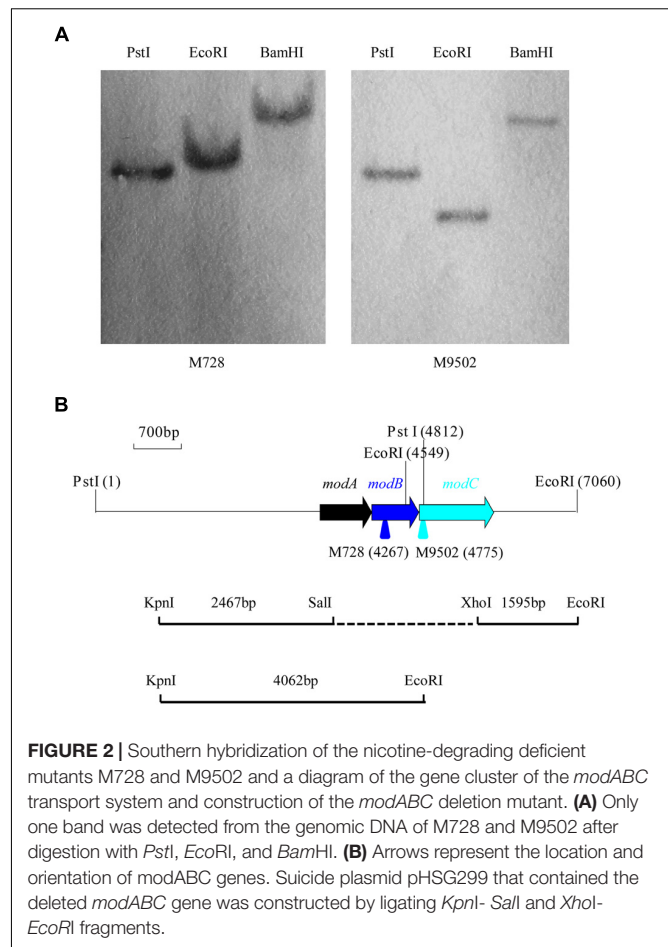 A
PstI EcoRI BamHI PstI EcoRI BamHI
M728 M9502
B
700bp
Pst I (4812)
EcoRI (4549)
PstI (1) modA modB modC EcoRI (7060)
M728 (4267) M9502 (4775)
KpnI 2467bp SalI XhoI 1595bp EcoRI
KpnI 4062bp EcoRI
FIGURE 2 | Southern hybridization of the nicotine-degrading deficient
mutants M728 and M9502 and a diagram of the gene cluster of the modABC
transport system and construction of the modABC deletion mutant. (A) Only
one band was detected from the genomic DNA of M728 and M9502 after
digestion with PstI, EcoRI, and BamHI. (B) Arrows represent the location and
orientation of modABC genes. Suicide plasmid pHSG299 that contained the
deleted modABC gene was constructed by ligating KpnI- SalI and XhoI-
EcoRI fragments.